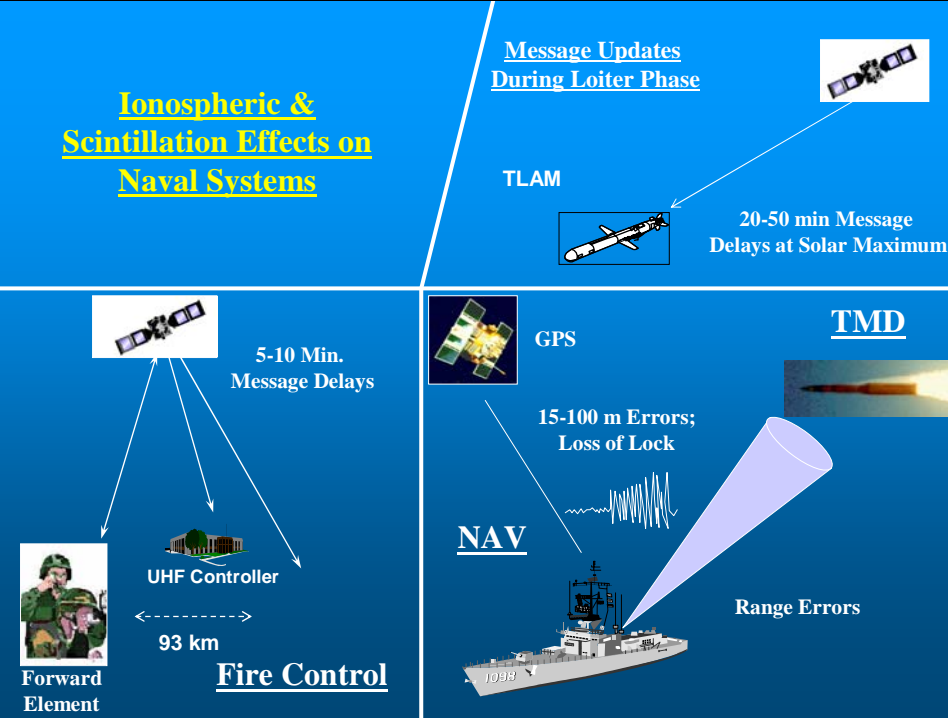 Ionospheric &
Scintillation Effects on
Naval Systems
Message Updates
During Loiter Phase
TLAM
20-50 min Message
Delays at Solar Maximum
5-10 Min.
Message Delays
UHF Controller
93 km
Forward
Element
Fire Control
GPS
TMD
15-100 m Errors;
Loss of Lock
NAV
Range Errors
1098